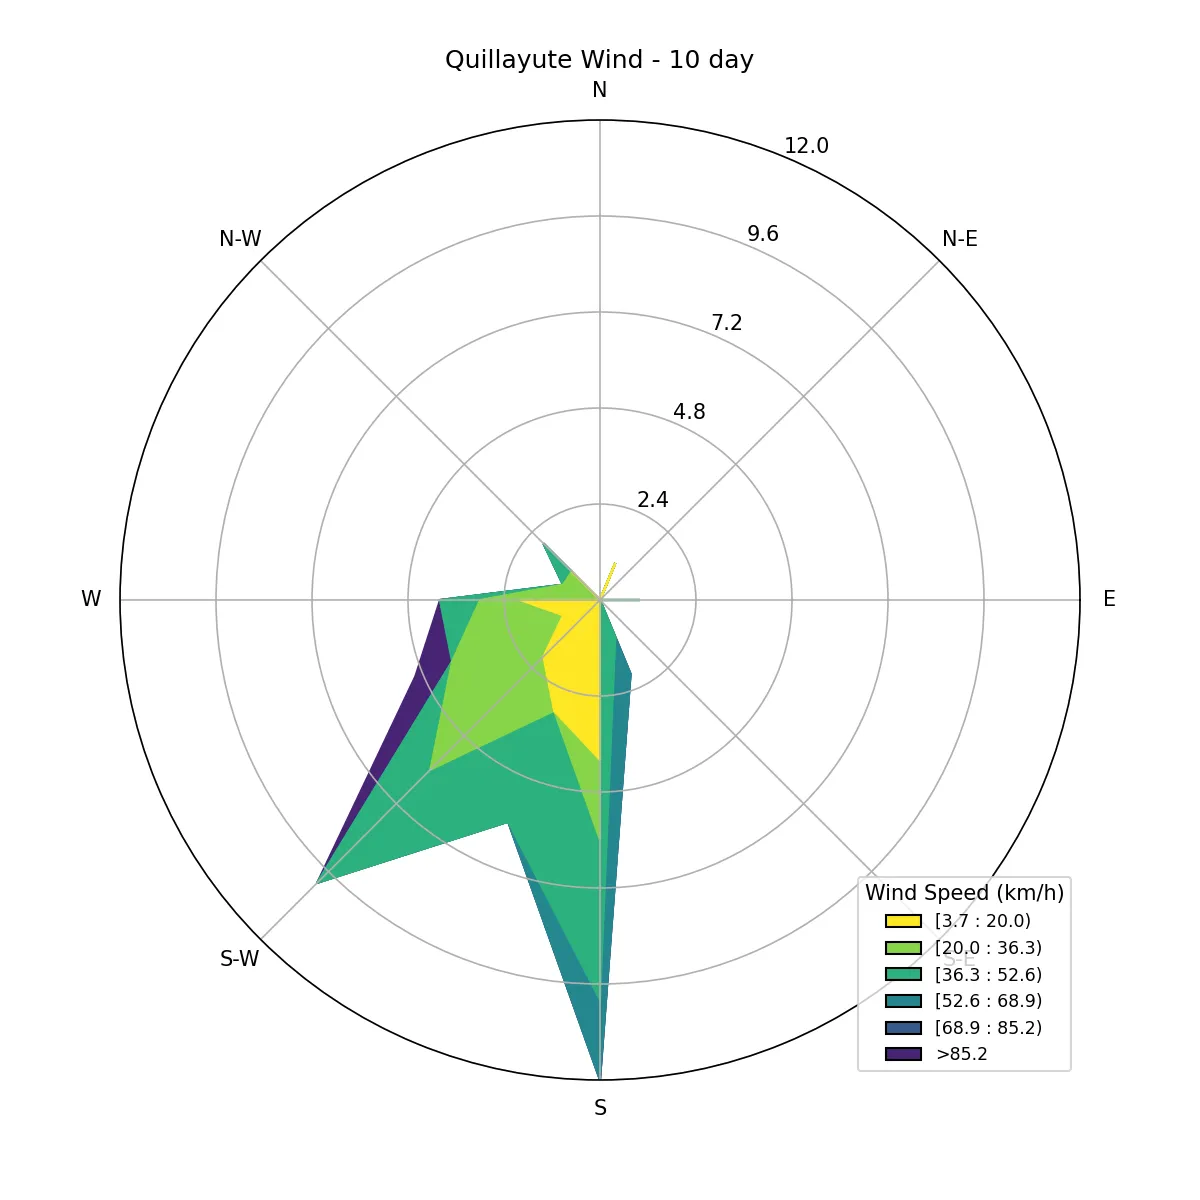 Quillayute Wind - 10 day
N
12.0
9.6
N-W
N-E
7.2
4.8
2.4
W
E
Wind Speed (km/h)
[3.7 : 20.0)
[20.0 : 36.3)
S-W
S-E
[36.3 : 52.6)
[52.6 : 68.9)
[68.9 : 85.2)
>85.2
S